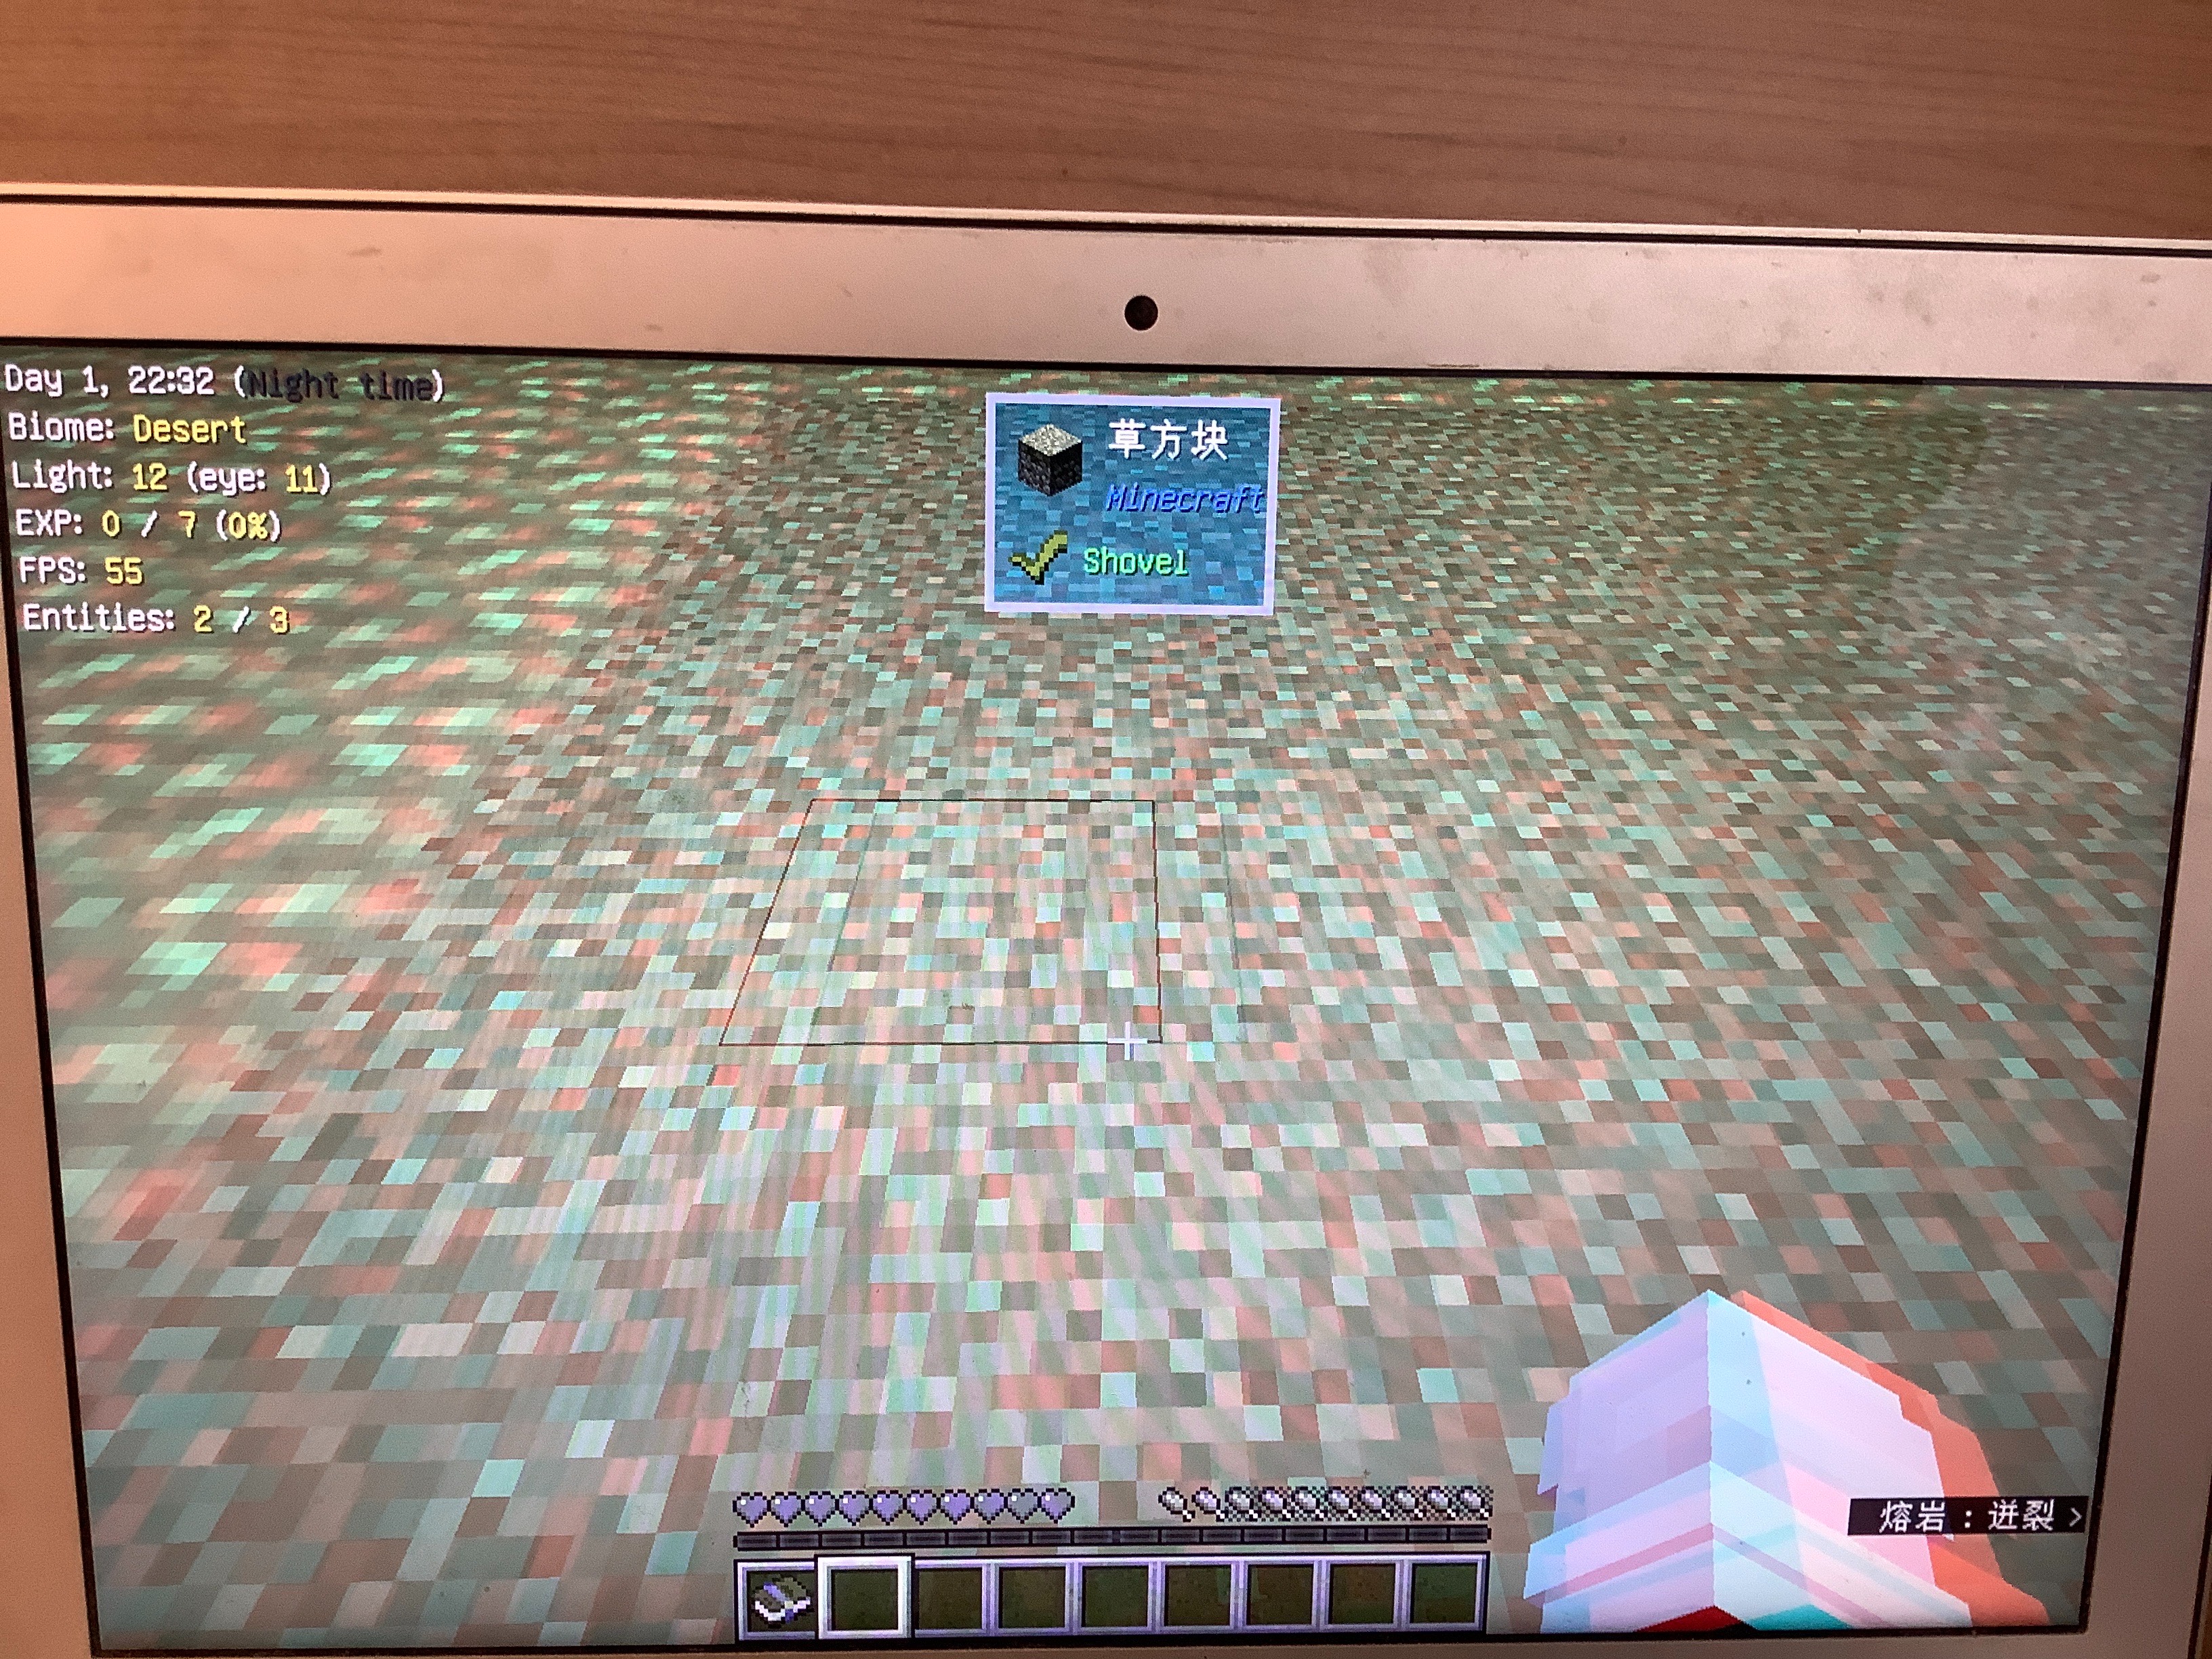 Day 1, 22:32 (Night time)
Biome: Desert
Light: 12 (eye: 11)
EXP: 0 / 7 (0%)
FPS: 55
Entities: 2 / 3
草方块
Minecraft
Shovel
熔岩：迸裂 >